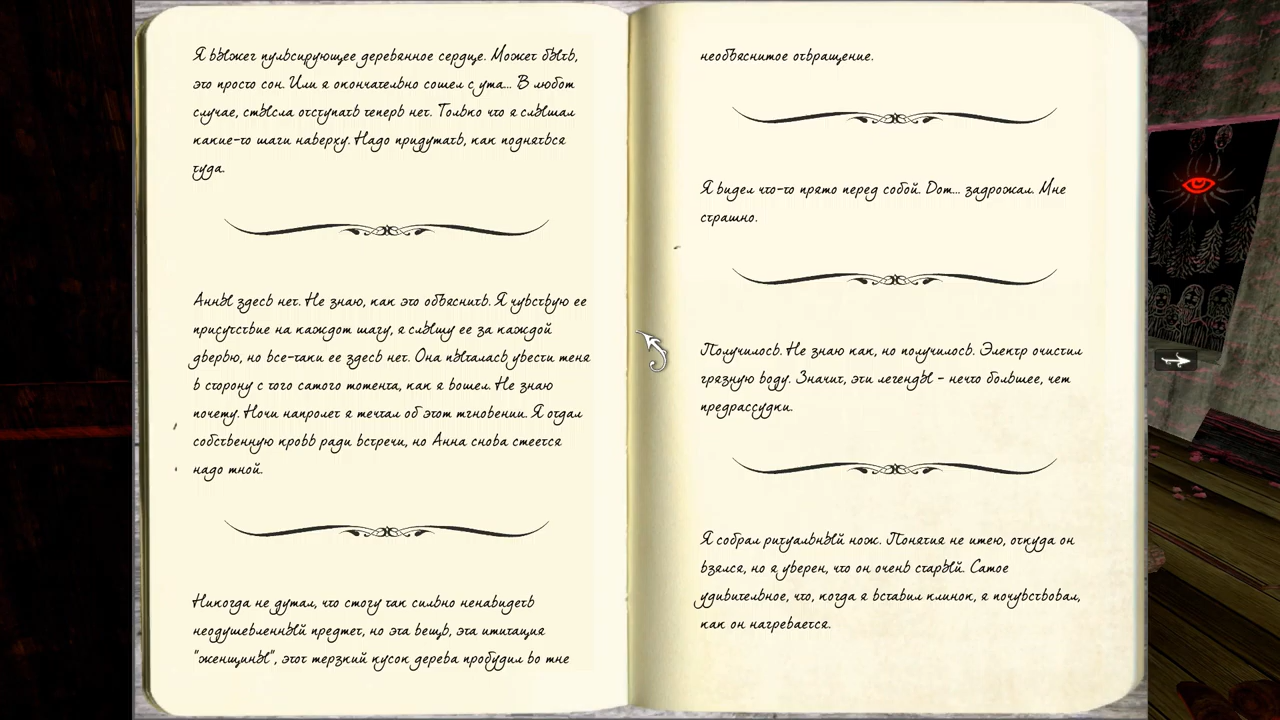 Я выжег пульсирующее деревянное сердце. Может быть,
это просто сон. Или я окончательно сошел с ума... В любом
случае, смысла отступать теперь нет. Только что я слышал
какие-то шаги наверху. Надо придумать, как подняться
туда.
Анны здесь нет. Не знаю, как это объяснить. Я чувствую ее
присутствие на каждом шагу, я слышу ее за каждой
дверью, но все-таки ее здесь нет. Она пыталась увести меня
в сторону с того самого момента, как я вошел. Не знаю
почему. Ночи напролет я мечтал об этом мгновении. Я отдал
собственную кровь ради встречи, но Анна снова смеется
надо мной.
Никогда не думал, что смогу так сильно ненавидеть
неодушевленный предмет, но эта вещь, эта имитация
"женщины", этот мерзкий кусок дерева пробудил во мне
необъяснимое отвращение.
Я видел что-то прямо перед собой. Дом... задрожал. Мне
страшно.
Получилось. Не знаю как, но получилось. Электр очистил
грязную воду. Значит, эти легенды – нечто большее, чем
предрассудки.
Я собрал ритуальный нож. Понятия не имею, откуда он
взялся, но я уверен, что он очень старый. Самое
удивительное, что, когда я вставил клинок, я почувствовал,
как он нагревается.